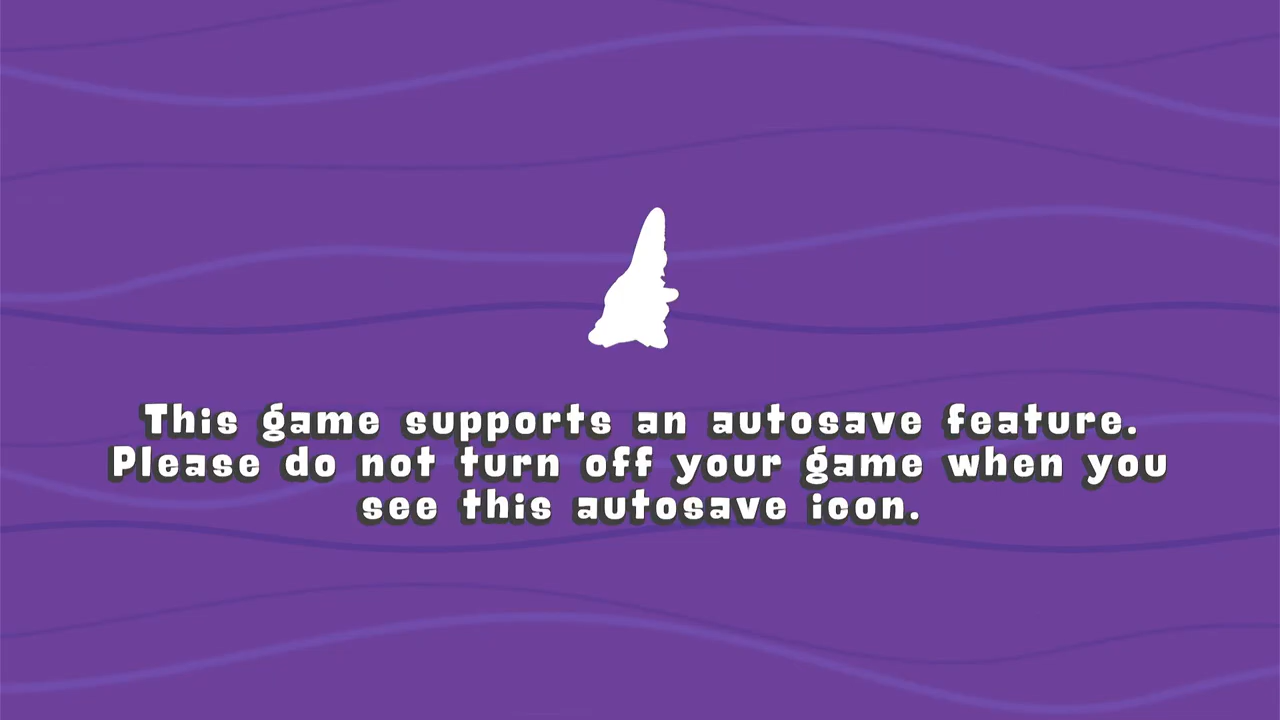 This game supports an autosave feature.
Please do not turn off your game when you
see this autosave icon.